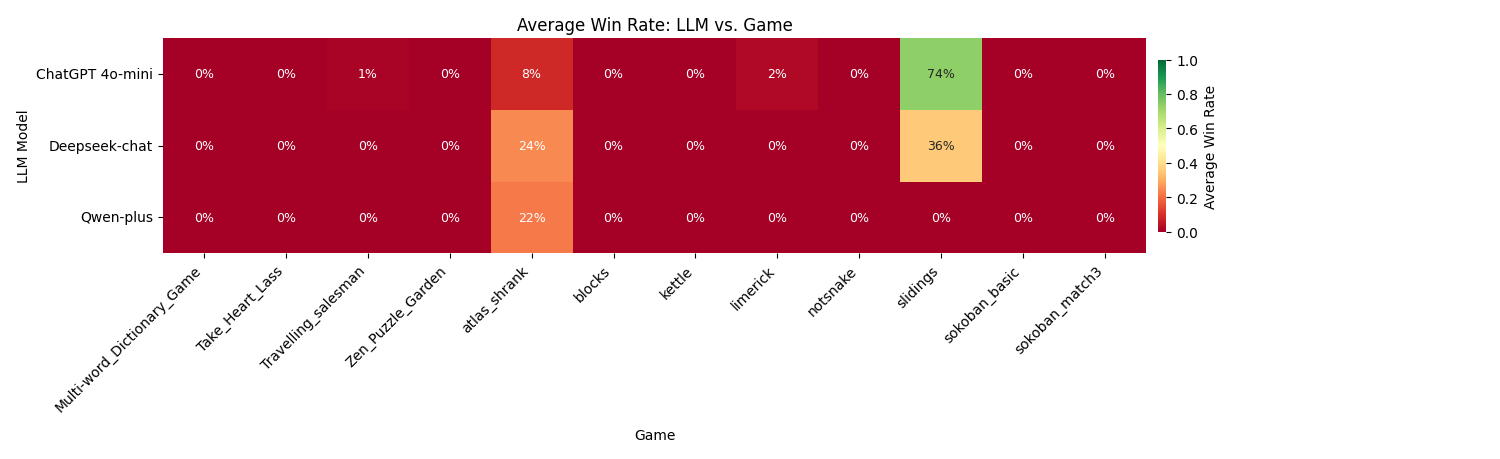 Average Win Rate: LLM vs. Game
LLM Model
ChatGPT 4o-mini 0% 0% 1% 0% 8% 0% 0% 2% 0% 74% 0% 0%
Deepseek-chat 0% 0% 0% 0% 24% 0% 0% 0% 0% 36% 0% 0%
Qwen-plus 0% 0% 0% 0% 22% 0% 0% 0% 0% 0% 0% 0%
Multi-word_Dictionary_Game
Take_Heart_Lass
Travelling_salesman
Zen_Puzzle_Garden
atlas_shrank
blocks
kettle
limerick
notsnake
slidings
sokoban_basic
sokoban_match3
Game
1.0
0.8
0.6
0.4
0.2
0.0
Average Win Rate